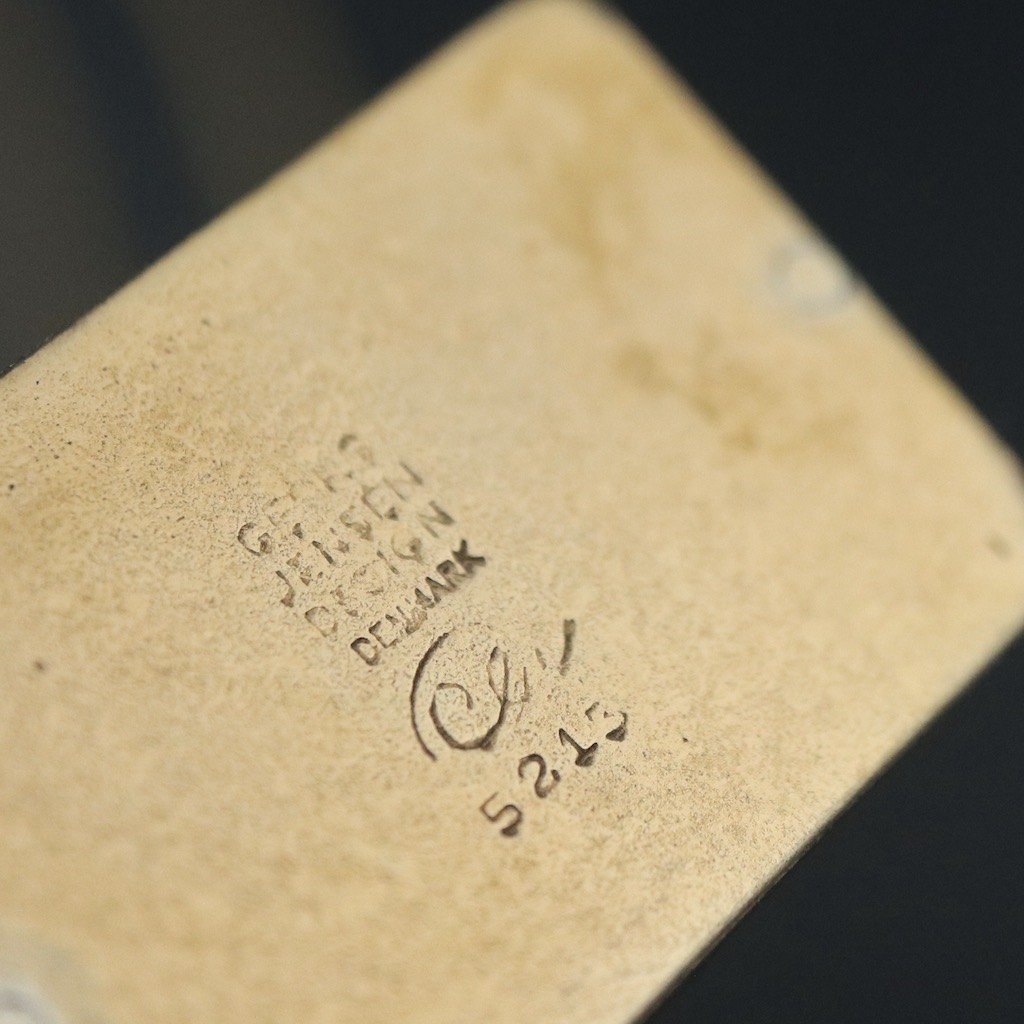 GEORG
JENSEN
DESIGN
DENMARK
5213